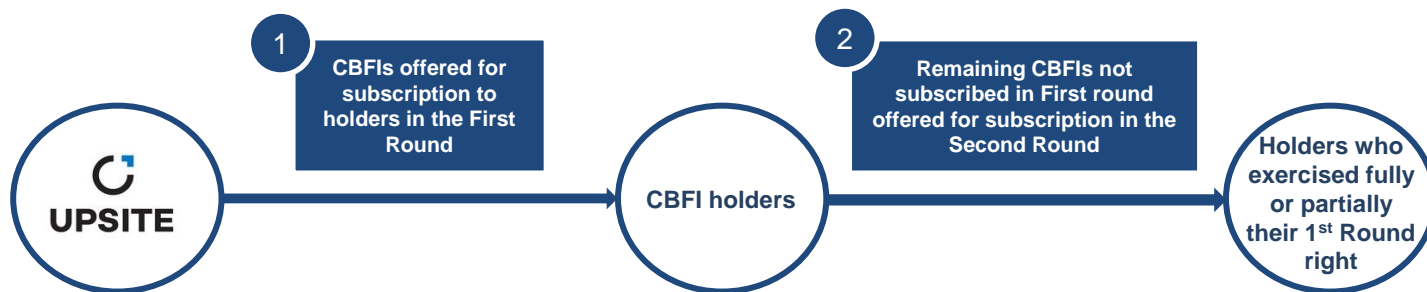 1
CBFIs offered for
subscription to
holders in the First
Round
2
Remaining CBFIs not
subscribed in First round
offered for subscription in the
Second Round
UPSITE
CBFI holders
Holders who
exercised fully
or partially
their 1st Round
right